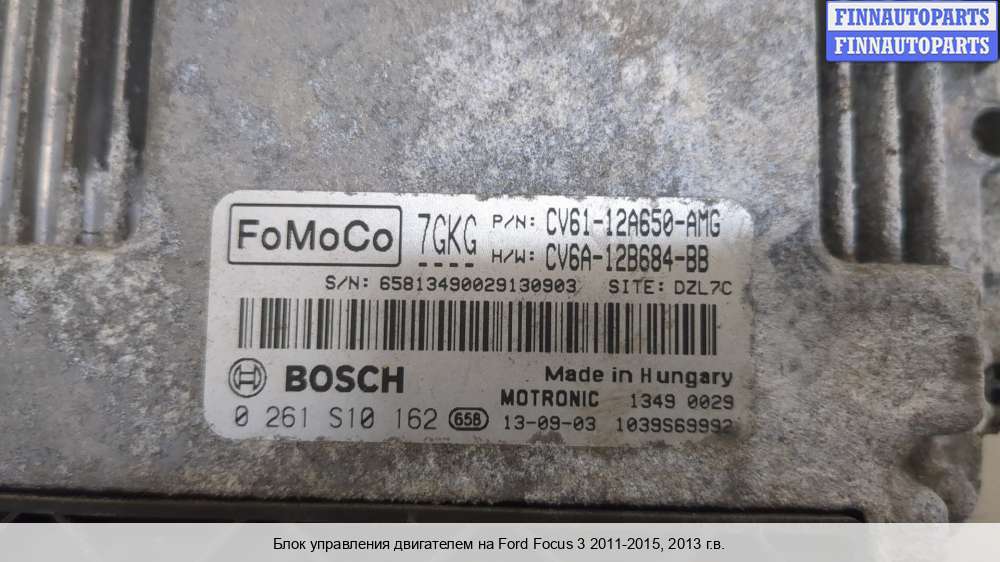 FINNAUTOPARTS
FINNAUTOPARTS
FoMoCo 7GKG P/N: CV61-12A650-AMG
H/W: CV6A-12B684-BB
S/N: 65813490029130903 SITE: DZL7C
BOSCH Made in Hungary
MOTRONIC 1349 0029
0 261 S10 162 658 13-09-03 1039S69992
Блок управления двигателем на Ford Focus 3 2011-2015, 2013 г.в.